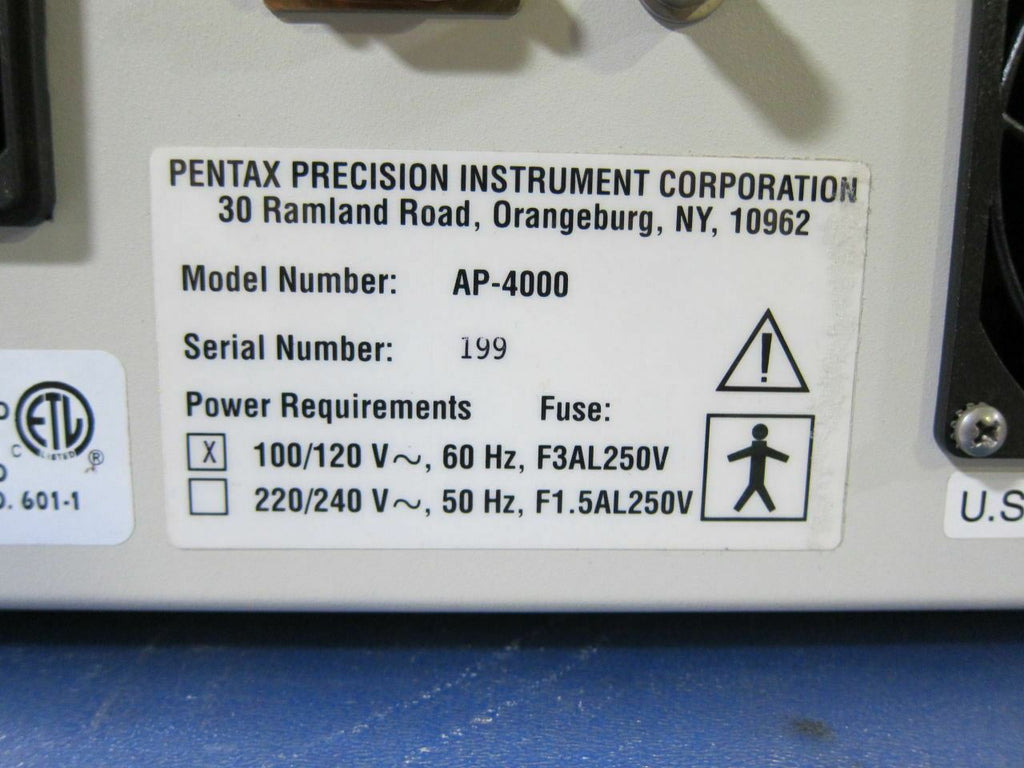 PENTAX PRECISION INSTRUMENT CORPORATION
30 Ramland Road, Orangeburg, NY, 10962
Model Number: AP-4000
Serial Number: 199
Power Requirements Fuse:
X 100/120 V~, 60 Hz, F3AL250V
220/240 V~, 50 Hz, F1.5AL250V
ETL
C LISTED ®
601-1
U.S